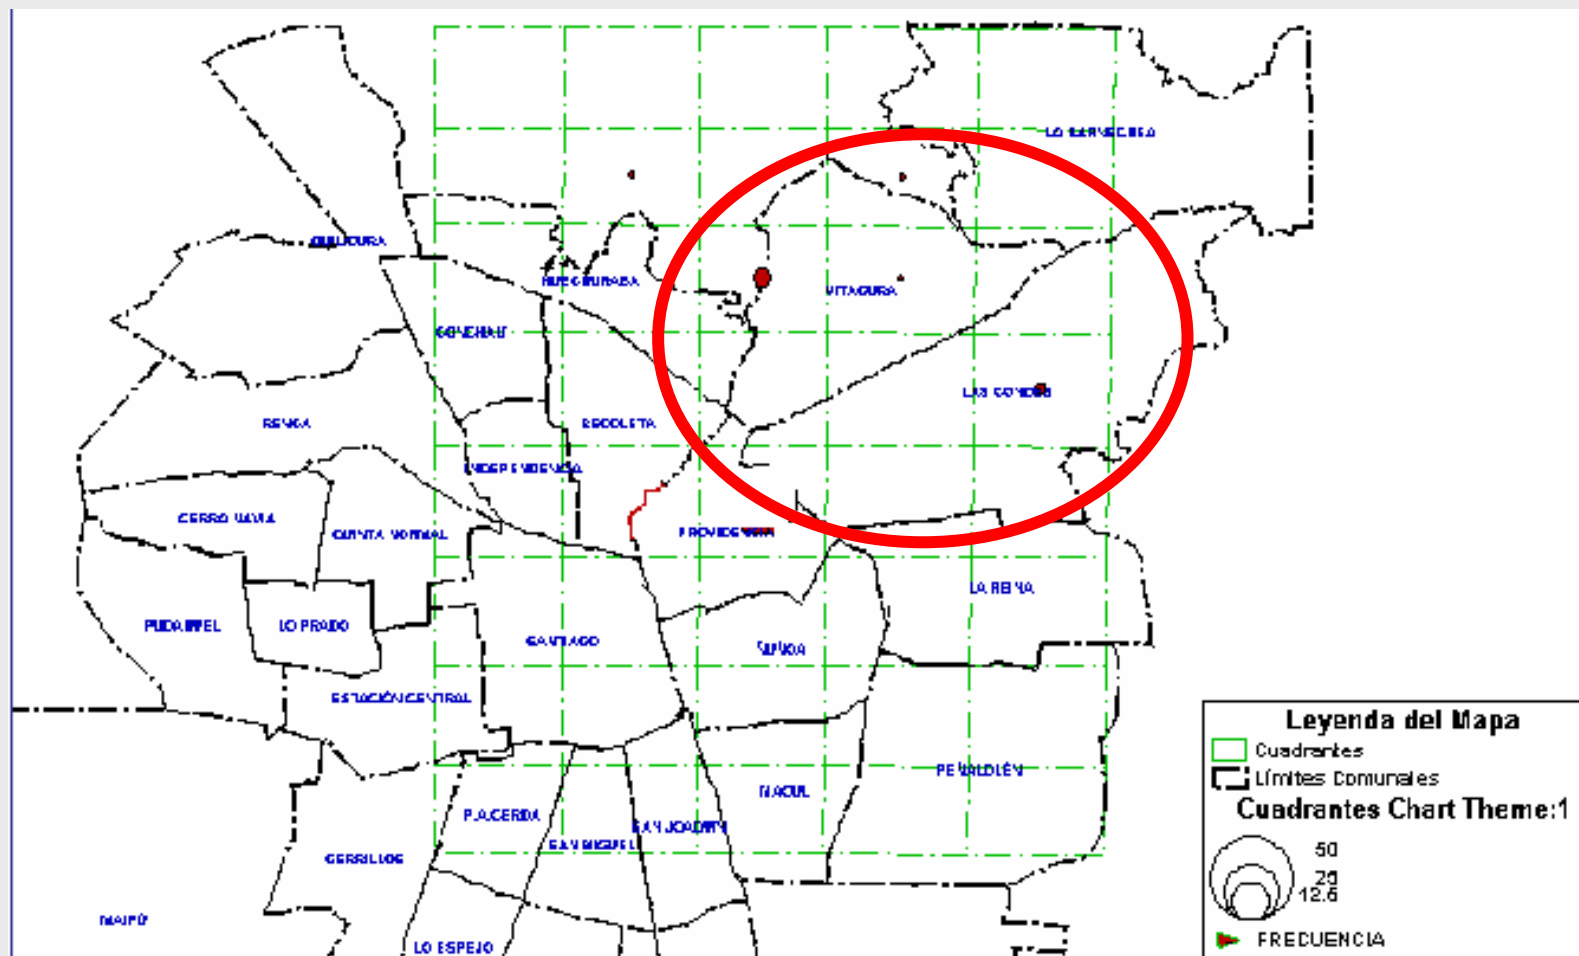 LO BARNECHEA
QUILICURA
HUECHURABA
VITACURA
CONCHALI
LAS CONDES
RENCA
RECOLETA
INDEPENDENCIA
CERRO NAVIA
QUINTA NORMAL
PROVIDENCIA
LA REINA
PUDAHUEL
LO PRADO
SANTIAGO
ÑUÑOA
ESTACIÓN CENTRAL
Leyenda del Mapa
Cuadrantes
Límites Comunales
Cuadrantes Chart Theme:1
50
25
12.5
FRECUENCIA
PEÑALOLÉN
MACUL
P.A.CERDA
SAN JOAQUIN
SAN MIGUEL
CERRILLOS
MAIPÚ
LO ESPEJO